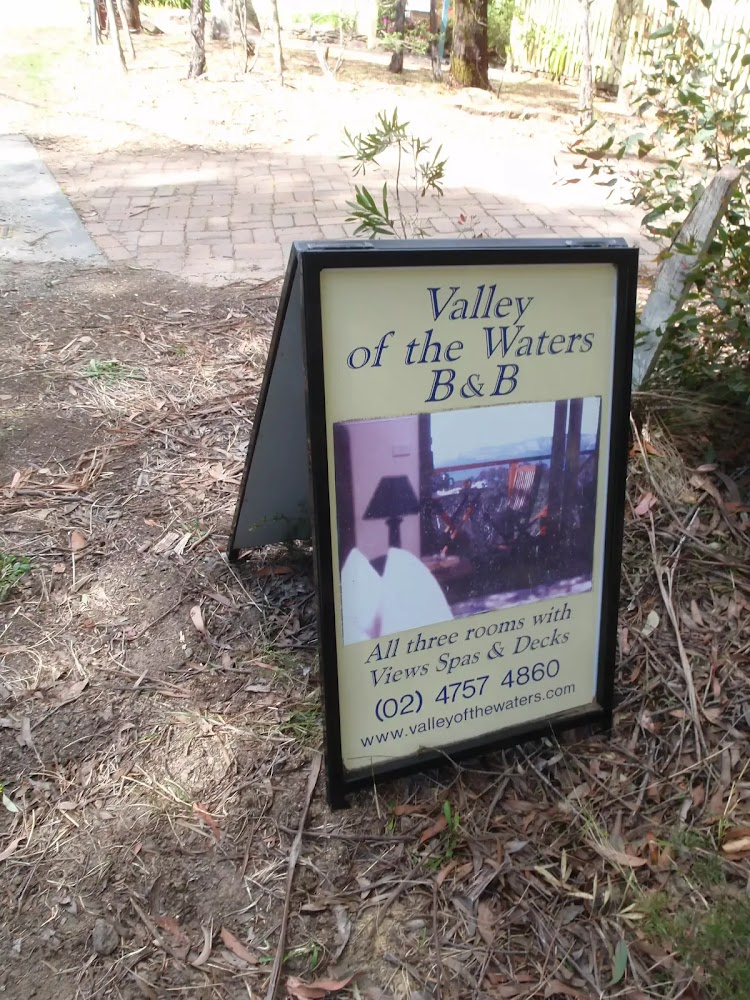 Valley
of the Waters
B & B
All three rooms with
Views Spas & Decks
(02) 4757 4860
www.valleyofthewaters.com